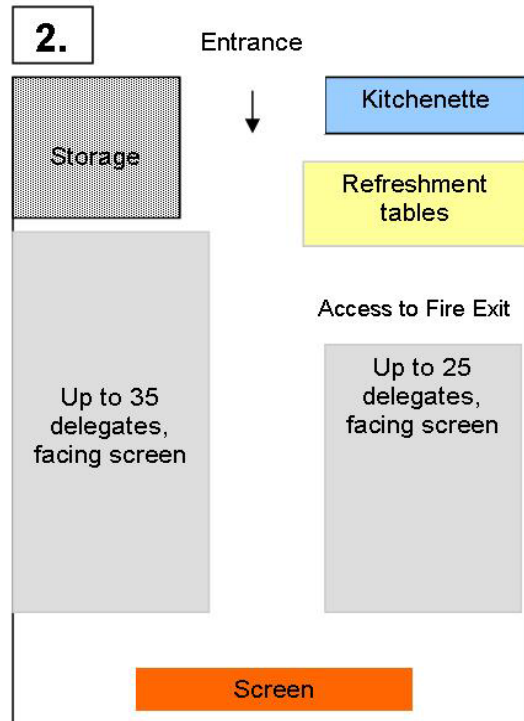 2.
Entrance
Kitchenette
Storage
Refreshment
tables
Access to Fire Exit
Up to 35
delegates,
facing screen
Up to 25
delegates,
facing screen
Screen